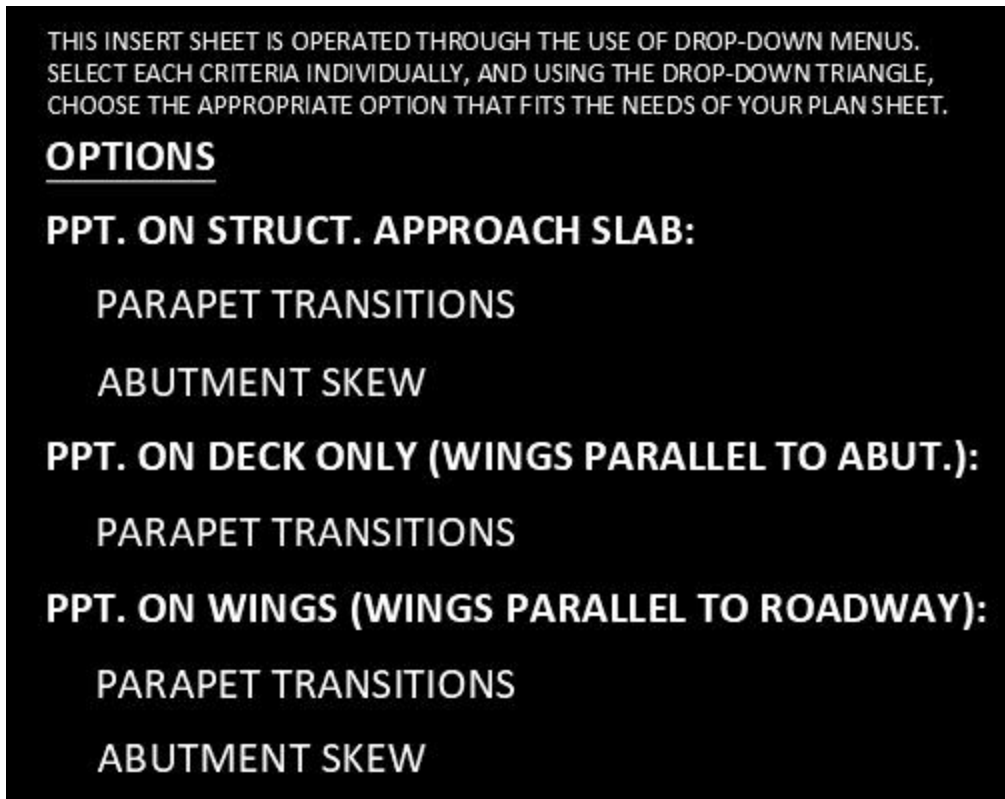 THIS INSERT SHEET IS OPERATED THROUGH THE USE OF DROP-DOWN MENUS.
SELECT EACH CRITERIA INDIVIDUALLY, AND USING THE DROP-DOWN TRIANGLE,
CHOOSE THE APPROPRIATE OPTION THAT FITS THE NEEDS OF YOUR PLAN SHEET.
OPTIONS
PPT. ON STRUCT. APPROACH SLAB:
PARAPET TRANSITIONS
ABUTMENT SKEW
PPT. ON DECK ONLY (WINGS PARALLEL TO ABUT.):
PARAPET TRANSITIONS
PPT. ON WINGS (WINGS PARALLEL TO ROADWAY):
PARAPET TRANSITIONS
ABUTMENT SKEW